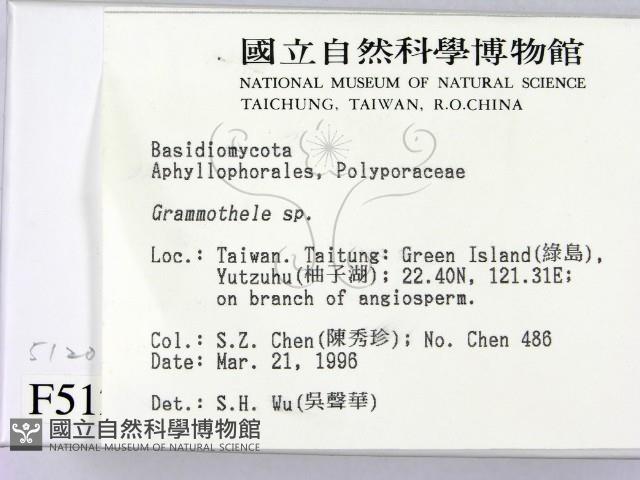 國立自然科學博物館
NATIONAL MUSEUM OF NATURAL SCIENCE
TAICHUNG, TAIWAN, R.O.CHINA
Basidiomycota
Aphyllophorales, Polyporaceae
Grammothele sp.
Loc.: Taiwan. Taitung: Green Island(綠島),
Yutzuhu(柚子湖); 22.40N, 121.31E;
on branch of angiosperm.
Col.: S.Z. Chen(陳秀珍); No. Chen 486
Date: Mar. 21, 1996
Det.: S.H. Wu(吳聲華)
5120
國立自然科學博物館
NATIONAL MUSEUM OF NATURAL SCIENCE